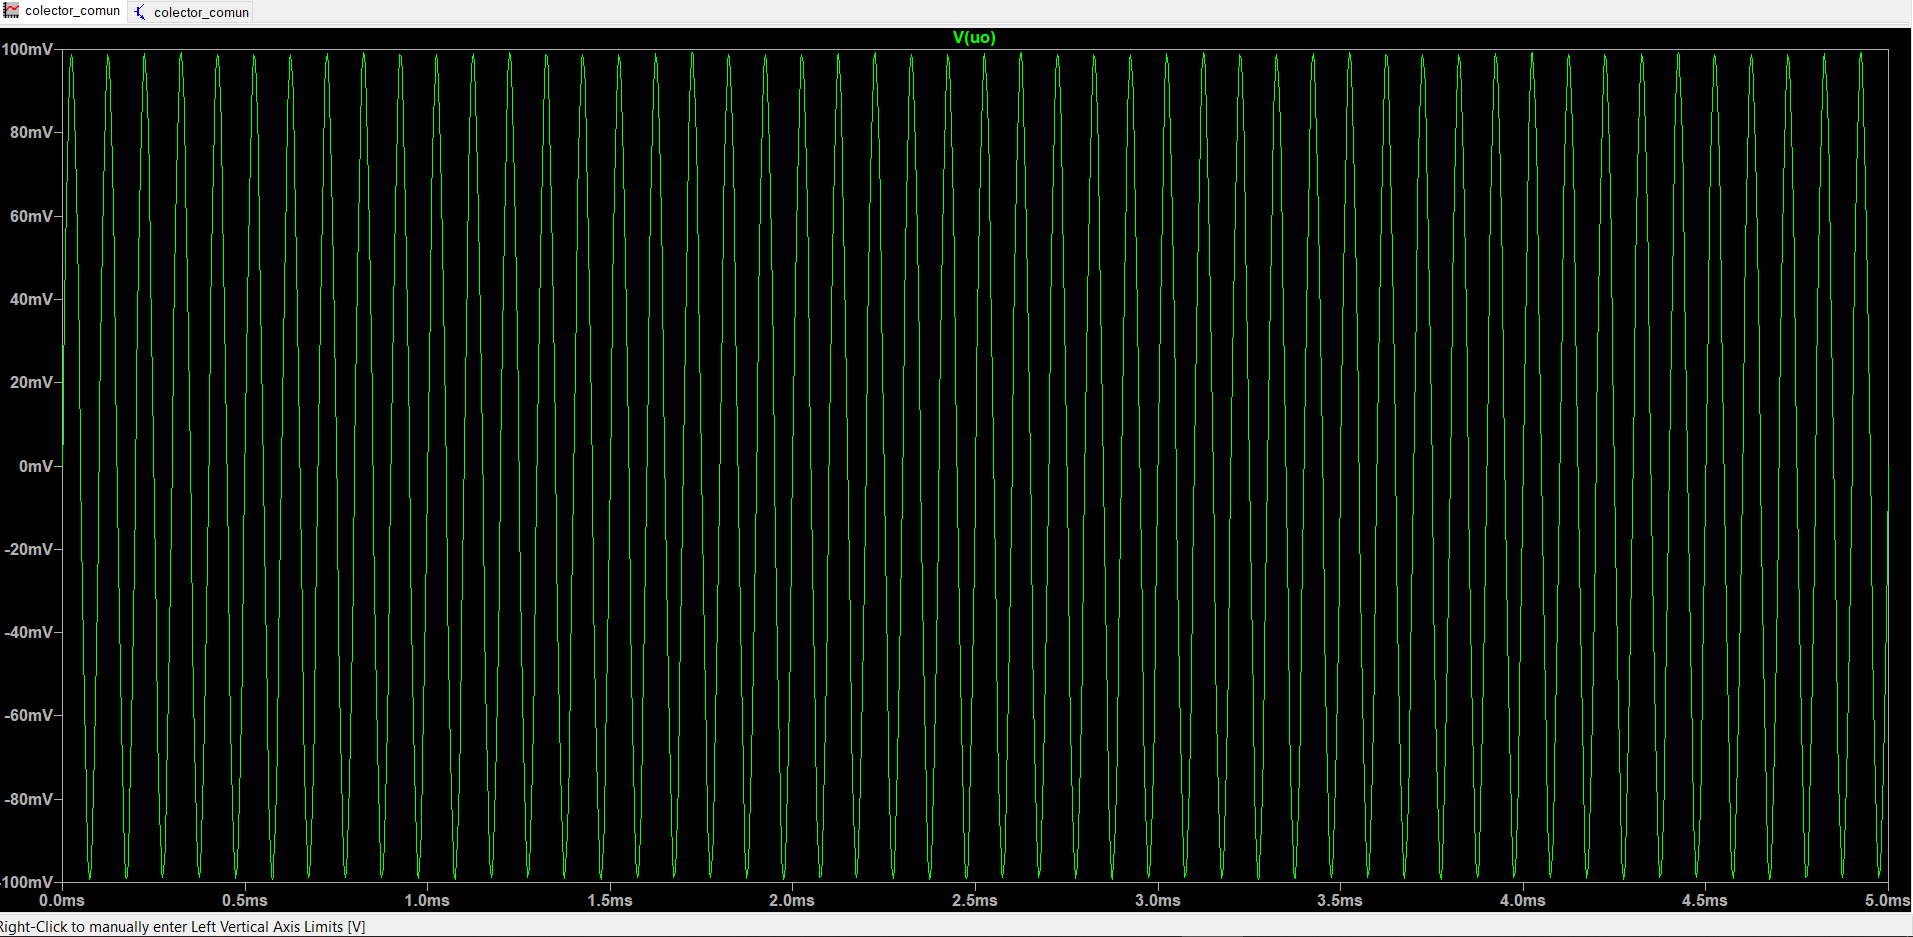 colector_comun colector_comun
V(uo)
100mV
80mV
60mV
40mV
20mV
0mV
-20mV
-40mV
-60mV
-80mV
-100mV
0.0ms 0.5ms 1.0ms 1.5ms 2.0ms 2.5ms 3.0ms 3.5ms 4.0ms 4.5ms 5.0ms
Right-Click to manually enter Left Vertical Axis Limits [V]